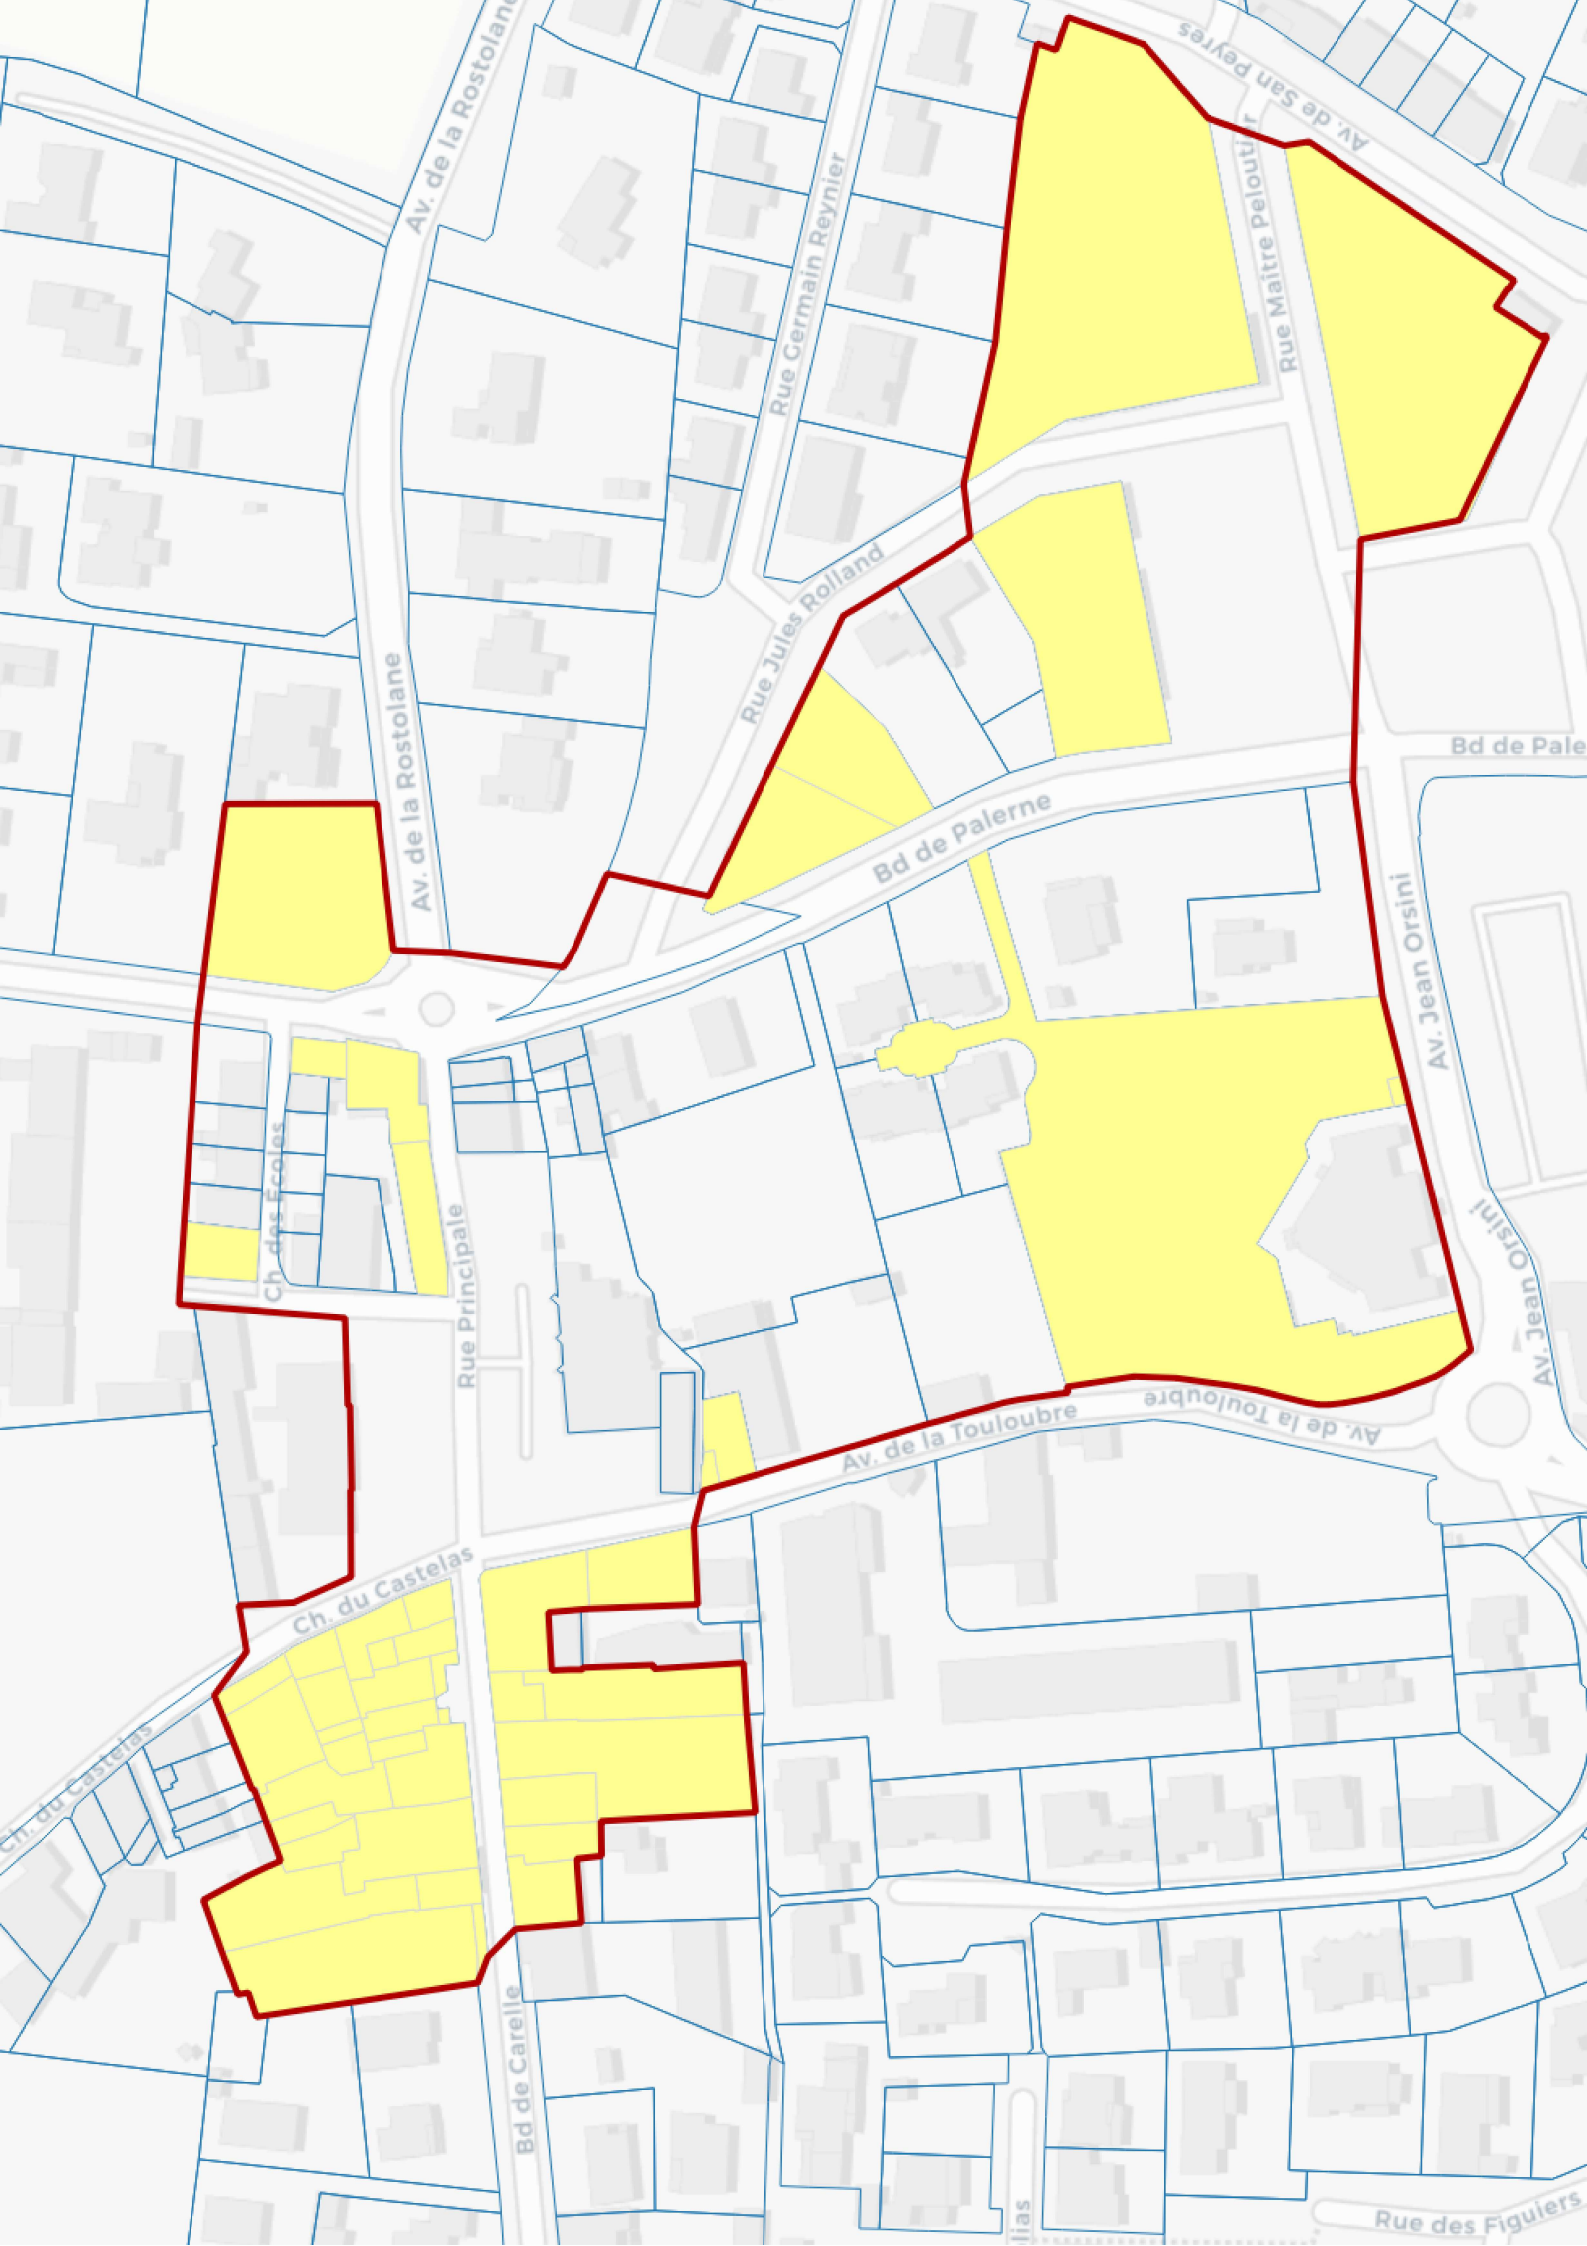 Av. de la Rostolane
Av. de San Peyres
Rue Germain Reynier
Rue Maitre Peloutier
Rue Jules Rolland
Av. de la Rostolane
Bd de Pale
Bd de Palerne
Av. Jean Orsini
Ch. des Ecoles
Rue Principale
Av. Jean Orsini
Av. de la Touloubre
Av. de la Touloubre
Ch. du Castelas
Ch. du Castelas
Bd de Carelle
lias
Rue des Figuiers